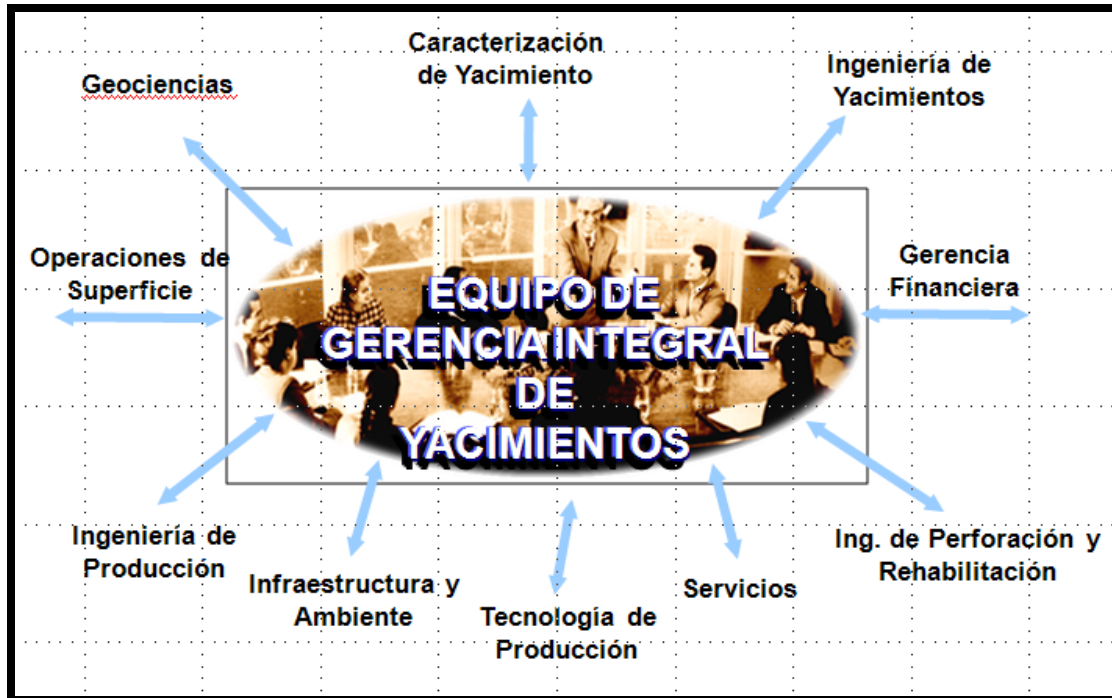 Caracterización
de Yacimiento
Geociencias
Ingeniería de
Yacimientos
Operaciones de
Superficie
Gerencia
Financiera
EQUIPO DE
GERENCIA INTEGRAL
DE
YACIMIENTOS
Ingeniería de
Producción
Infraestructura y
Ambiente
Tecnología de
Producción
Servicios
Ing. de Perforación y
Rehabilitación